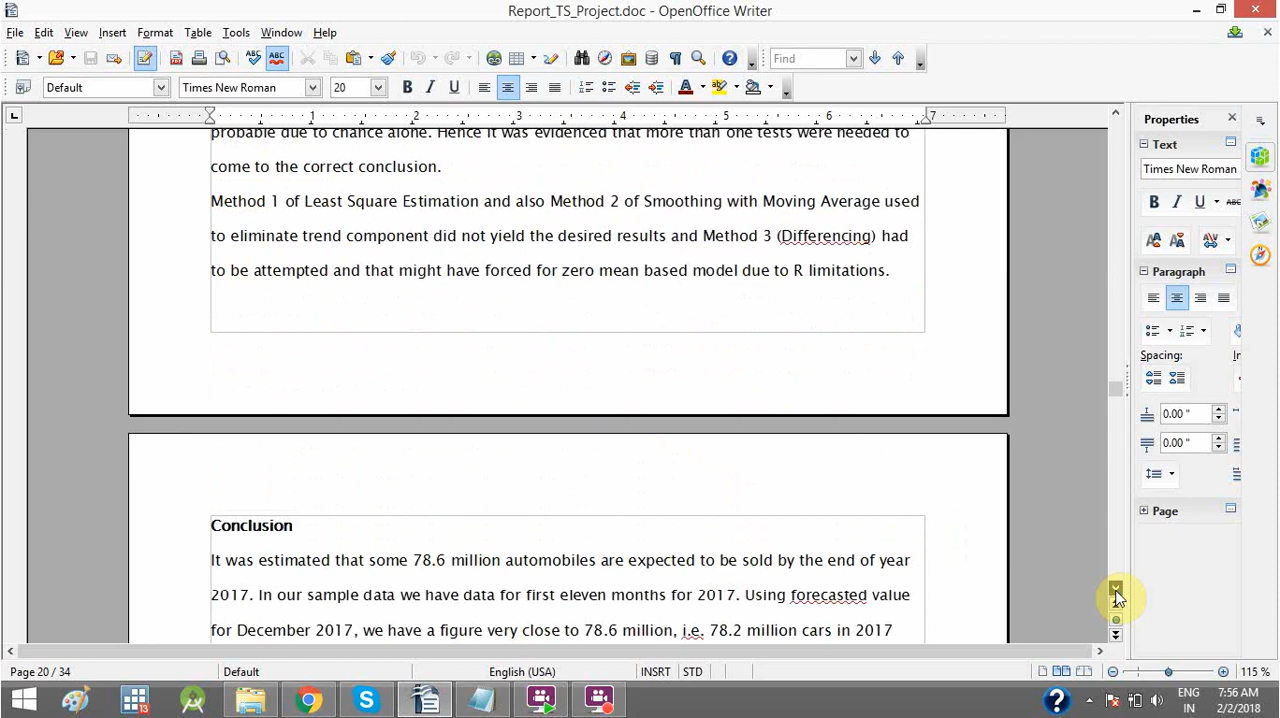 Report_TS_Project.doc - OpenOffice Writer
File Edit View Insert Format Table Tools Window Help
Find
Default Times New Roman 20
1 2 3 4 5 6 7
probable due to chance alone. Hence it was evidenced that more than one tests were needed to
come to the correct conclusion.
Method 1 of Least Square Estimation and also Method 2 of Smoothing with Moving Average used
to eliminate trend component did not yield the desired results and Method 3 (Differencing) had
to be attempted and that might have forced for zero mean based model due to R limitations.
Conclusion
It was estimated that some 78.6 million automobiles are expected to be sold by the end of year
2017. In our sample data we have data for first eleven months for 2017. Using forecasted value
for December 2017, we have a figure very close to 78.6 million, i.e. 78.2 million cars in 2017
Properties
Text
Times New Roman
Paragraph
Spacing:
0.00 "
0.00 "
Page
Page 20 / 34 Default English (USA) INSRT STD 115 %
13
ENG 7:56 AM
IN 2/2/2018